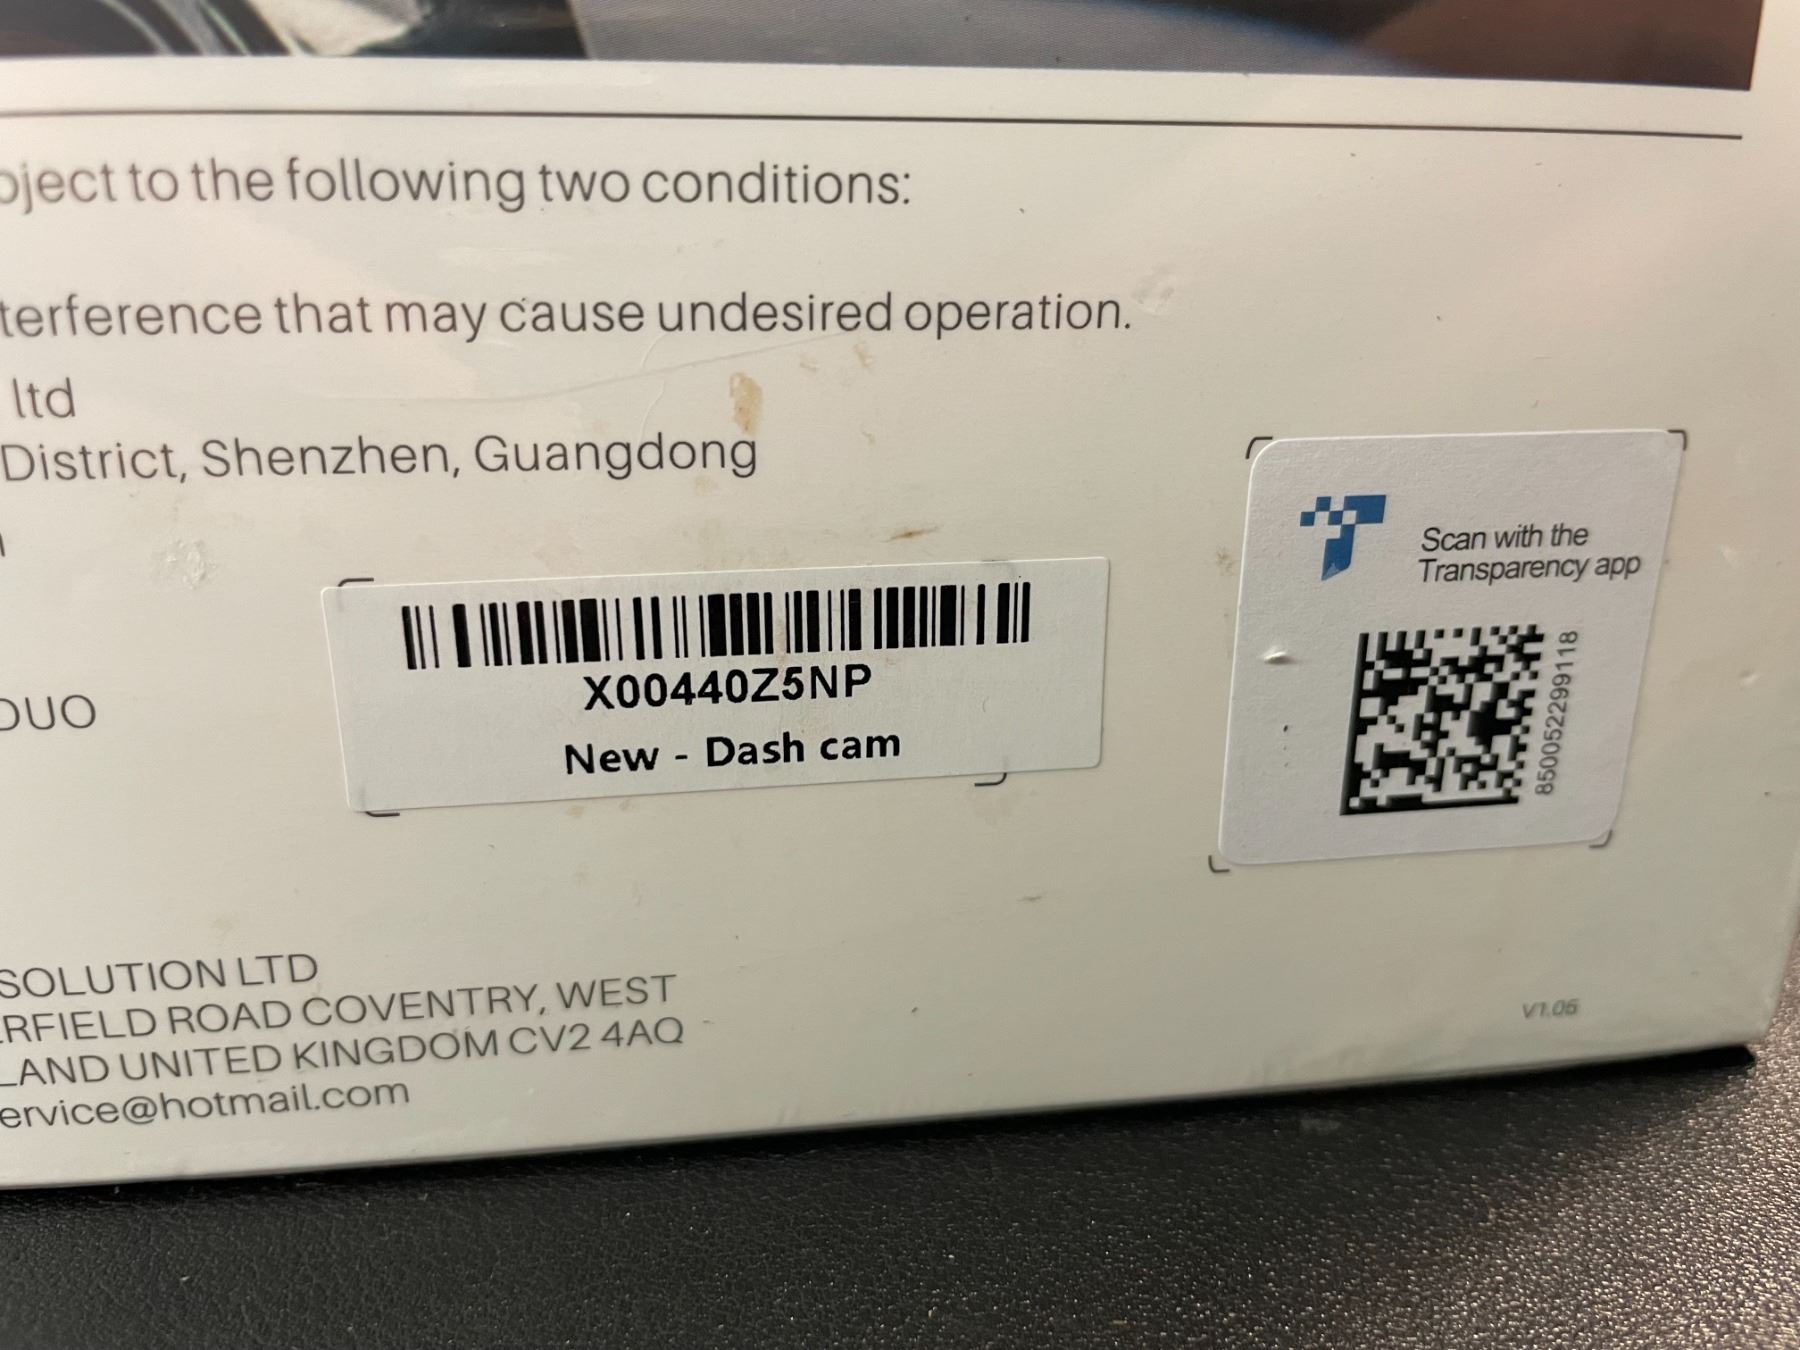 oject to the following two conditions:
terference that may cause undesired operation.
ltd
District, Shenzhen, Guangdong
DUO
X00440Z5NP
New - Dash cam
Scan with the
Transparency app
850052299118
SOLUTION LTD
ERFIELD ROAD COVENTRY, WEST
LAND UNITED KINGDOM CV2 4AQ
ervice@hotmail.com
V1.06